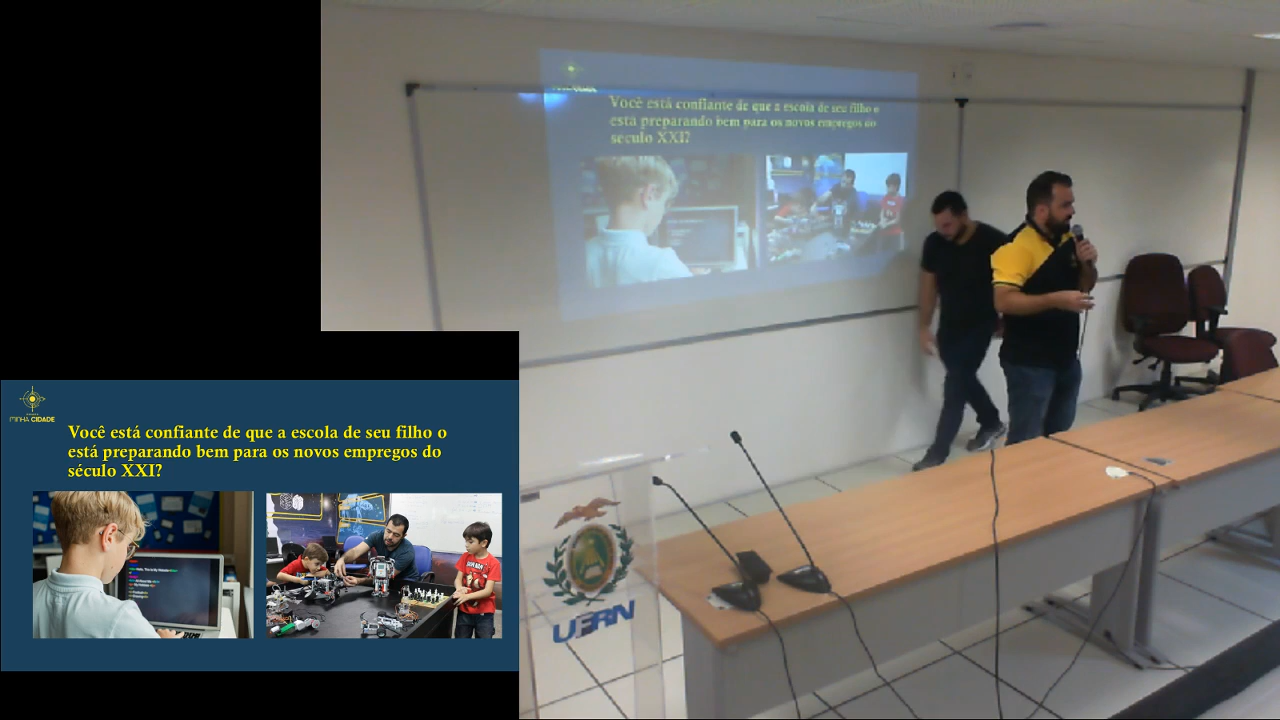 Você está confiante de que a escola de seu filho o
está preparando bem para os novos empregos do
século XXI?
MINHA CIDADE
Você está confiante de que a escola de seu filho o
está preparando bem para os novos empregos do
século XXI?
UERN